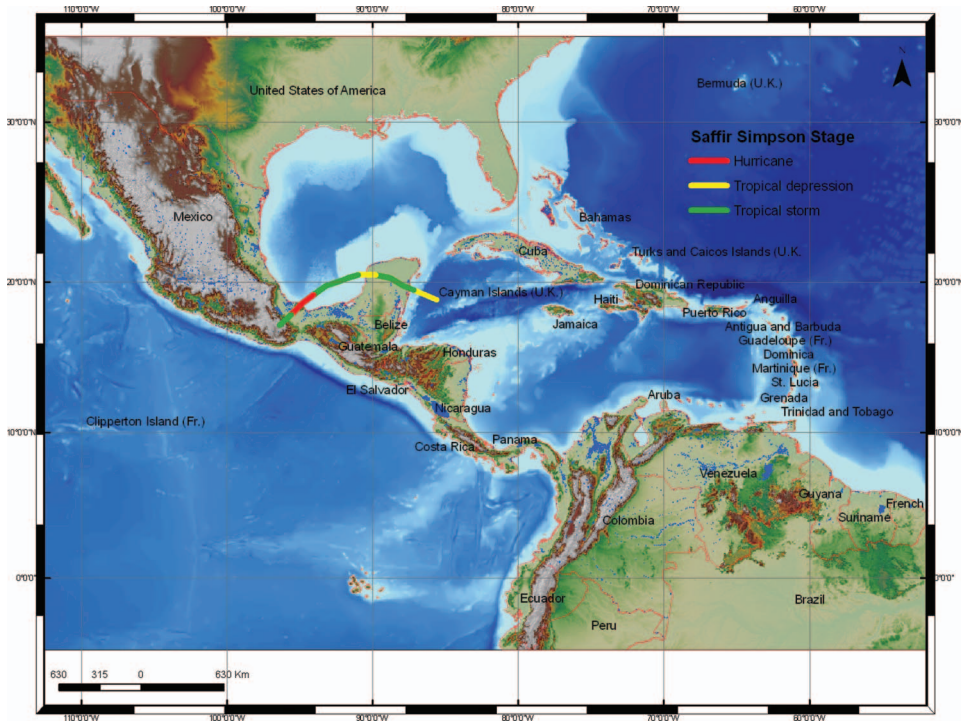 110°0'0"W 100°0'0"W 90°0'0"W 80°0'0"W 70°0'0"W 60°0'0"W
N
Bermuda (U.K.)
United States of America
30°0'0"N 30°0'0"N
Saffir Simpson Stage
Hurricane
Tropical depression
Tropical storm
Mexico
Bahamas
Cuba
Turks and Caicos Islands (U.K.
20°0'0"N 20°0'0"N
Cayman Islands (U.K.)
Dominican Republic
Haiti
Anguilla
Puerto Rico
Jamaica
Belize
Antigua and Barbuda
Guadeloupe (Fr.)
Guatemala
Honduras
Dominica
Martinique (Fr.)
St. Lucia
El Salvador
Aruba
Grenada
Nicaragua
Trinidad and Tobago
Clipperton Island (Fr.)
10°0'0"N 10°0'0"N
Panama
Costa Rica
Venezuela
Guyana
French
Suriname
Colombia
0°0'0" 0°0'0"
Ecuador
Brazil
Peru
630 315 0 630 Km
110°0'0"W 100°0'0"W 90°0'0"W 80°0'0"W 70°0'0"W 60°0'0"W